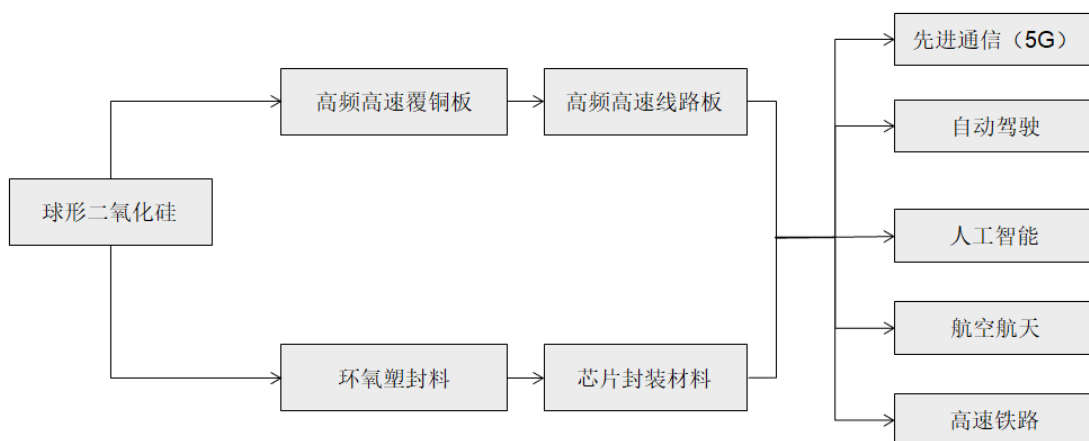 先进通信（5G）
高频高速覆铜板
高频高速线路板
自动驾驶
球形二氧化硅
人工智能
环氧塑封料
芯片封装材料
航空航天
高速铁路